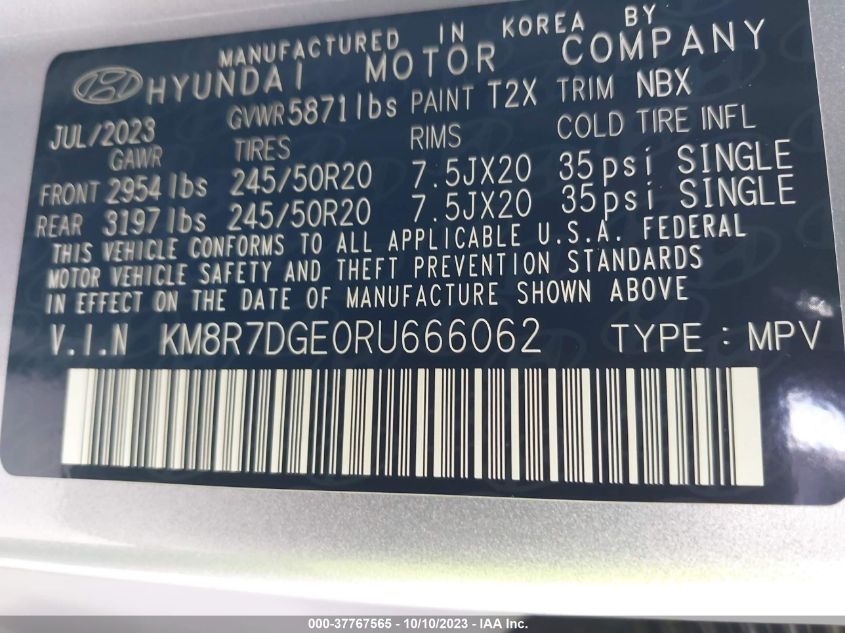 MANUFACTURED IN KOREA BY
HYUNDAI MOTOR COMPANY
JUL/2023 GVWR 5871 lbs PAINT T2X TRIM NBX
GAWR TIRES RIMS COLD TIRE INFL
FRONT 2954 lbs 245/50R20 7.5JX20 35psi SINGLE
REAR 3197 lbs 245/50R20 7.5JX20 35psi SINGLE
THIS VEHICLE CONFORMS TO ALL APPLICABLE U.S.A. FEDERAL
MOTOR VEHICLE SAFETY AND THEFT PREVENTION STANDARDS
IN EFFECT ON THE DATE OF MANUFACTURE SHOWN ABOVE
V.I.N KM8R7DGE0RU666062 TYPE : MPV
000-37767565 - 10/10/2023 - IAA Inc.